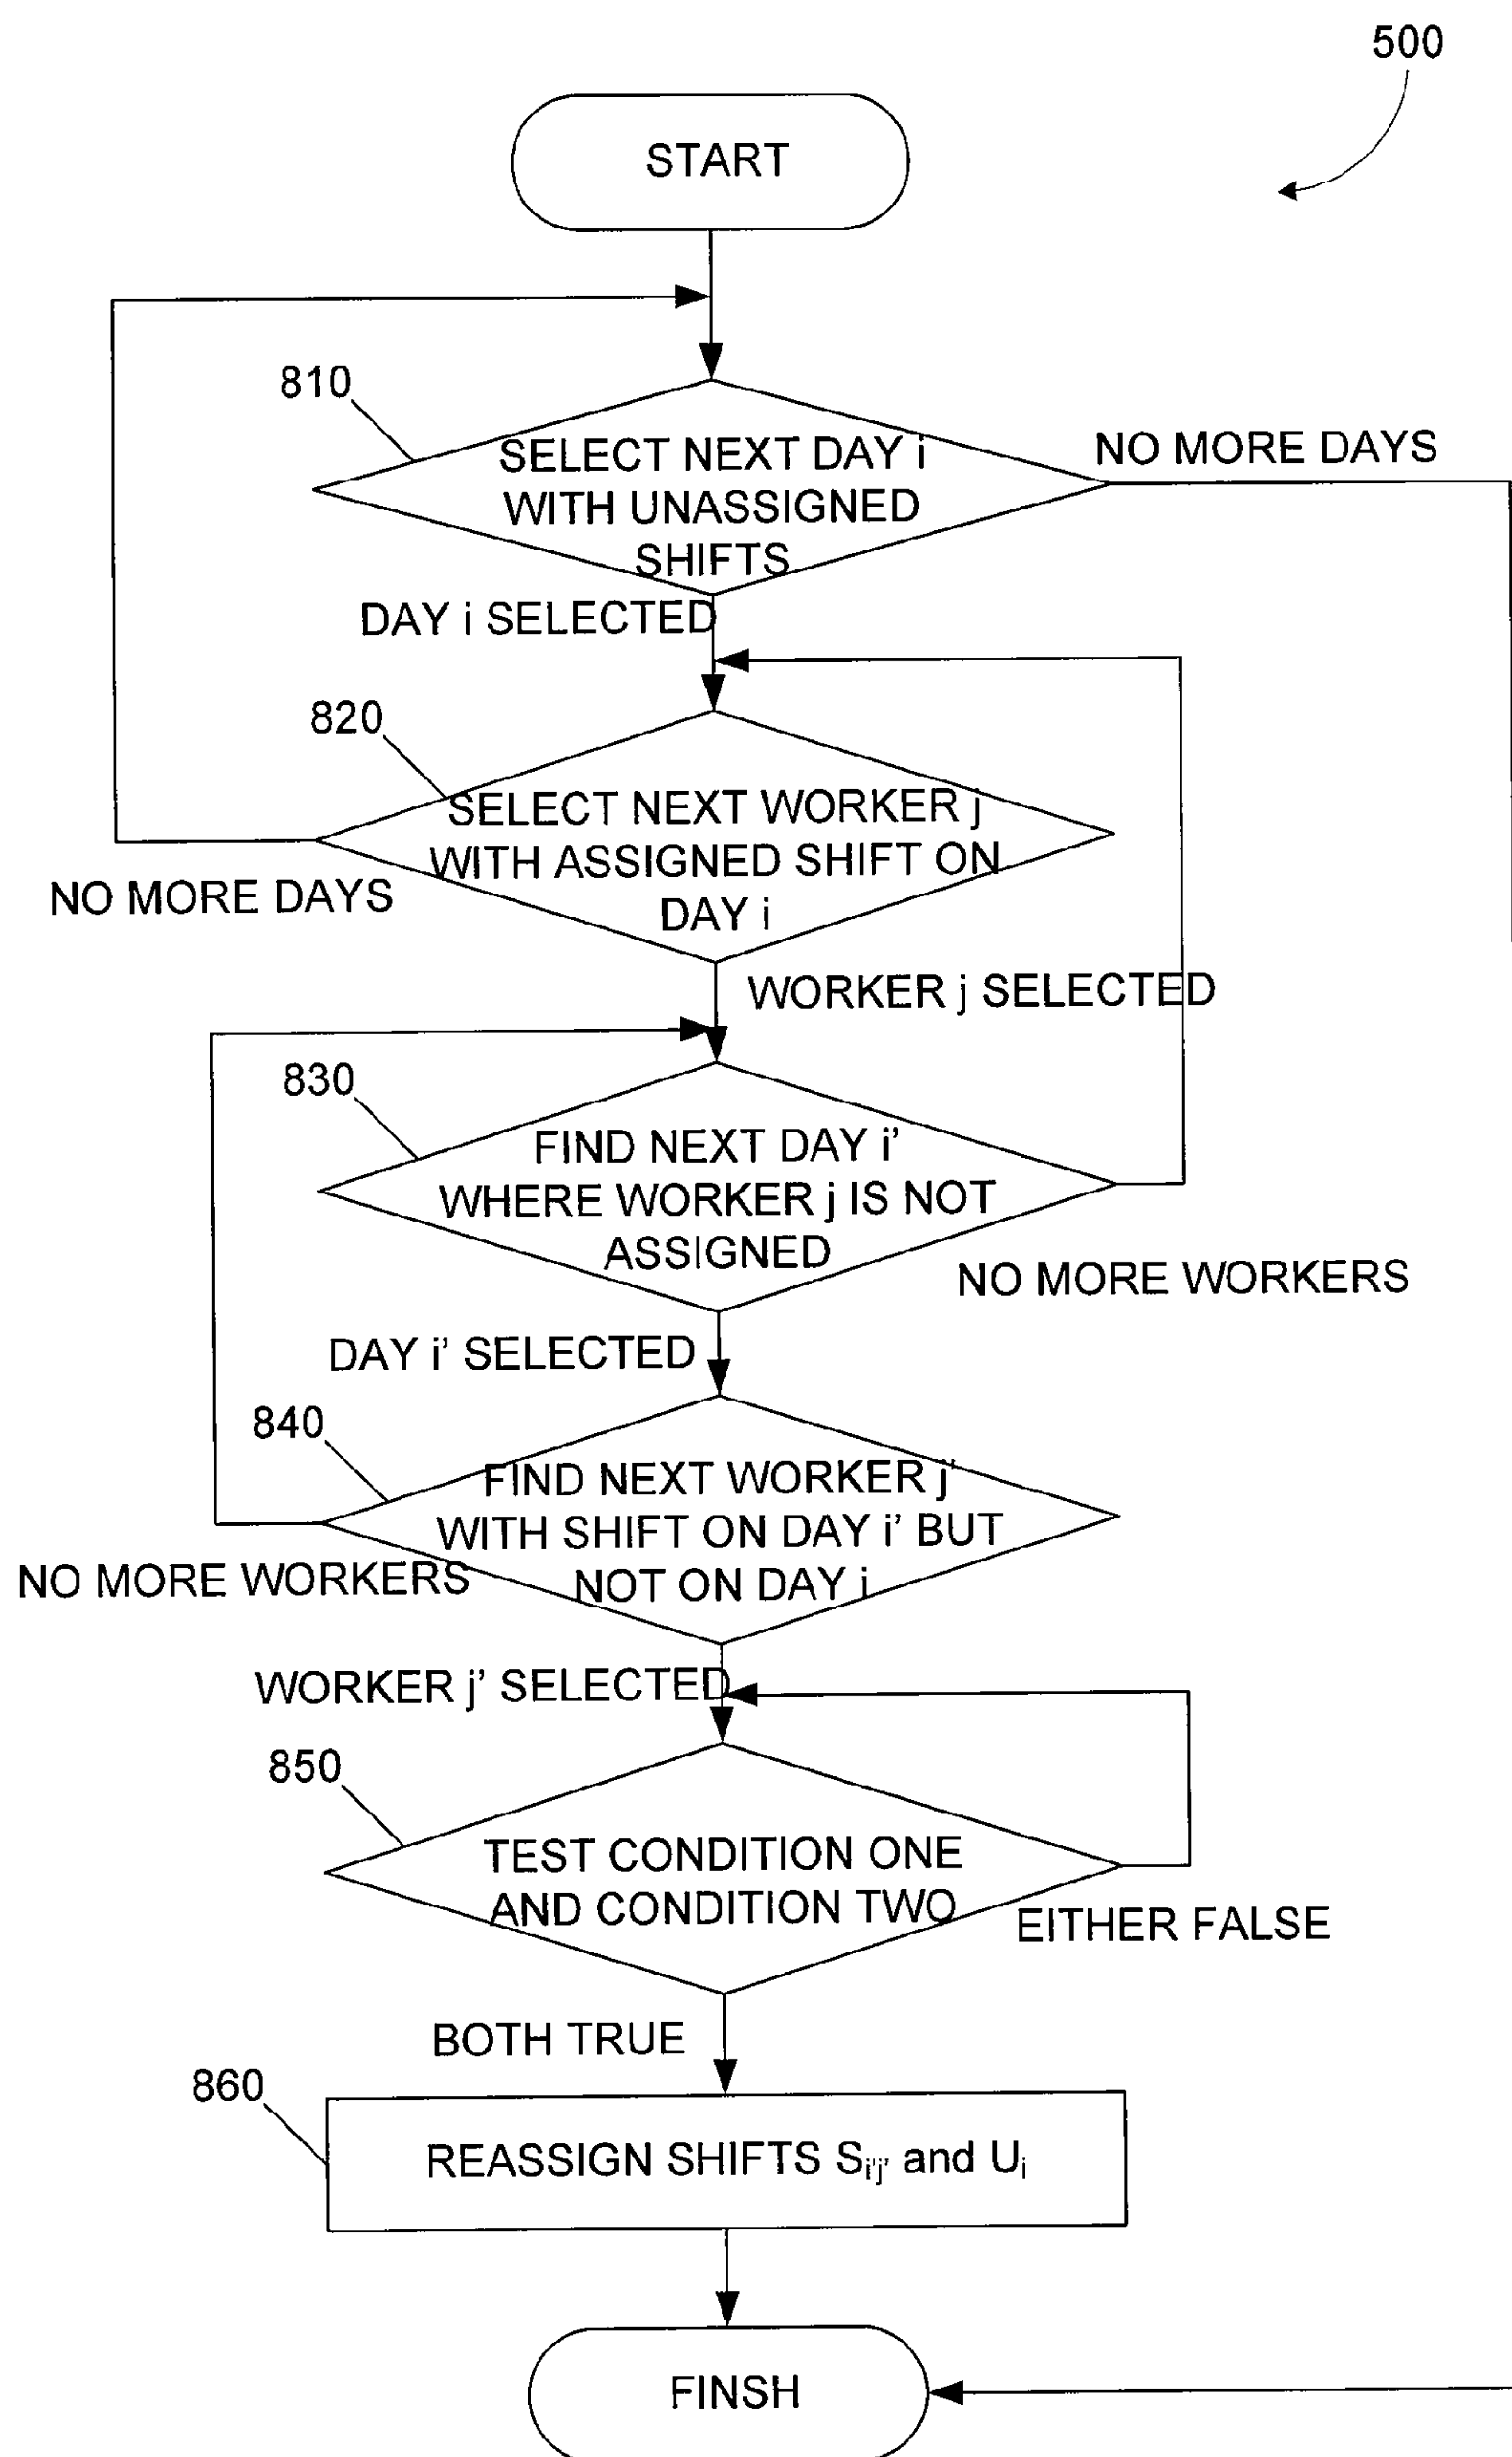 500
START
810
SELECT NEXT DAY i
WITH UNASSIGNED
SHIFTS
NO MORE DAYS
DAY i SELECTED
820
SELECT NEXT WORKER j
WITH ASSIGNED SHIFT ON
DAY i
NO MORE DAYS
WORKER j SELECTED
830
FIND NEXT DAY i'
WHERE WORKER j IS NOT
ASSIGNED
NO MORE WORKERS
DAY i' SELECTED
840
FIND NEXT WORKER j'
WITH SHIFT ON DAY i' BUT
NOT ON DAY i
NO MORE WORKERS
WORKER j' SELECTED
850
TEST CONDITION ONE
AND CONDITION TWO
EITHER FALSE
BOTH TRUE
860
REASSIGN SHIFTS Si'j' and Ui
FINSH